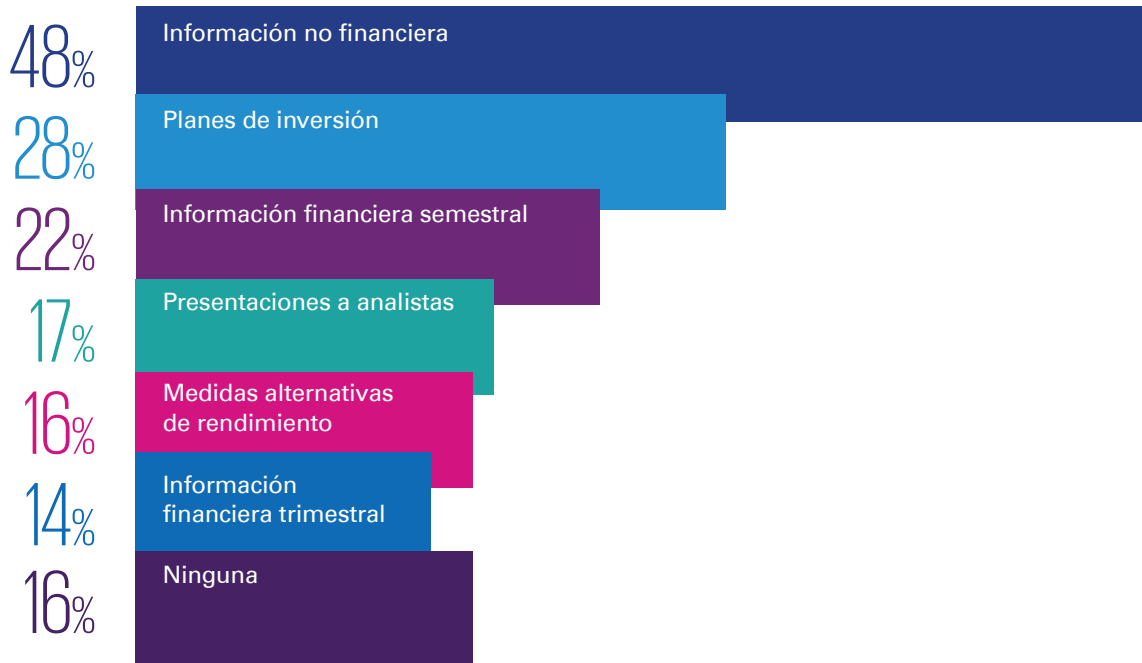 48% Información no financiera
28% Planes de inversión
22% Información financiera semestral
17% Presentaciones a analistas
16% Medidas alternativas
de rendimiento
14% Información
financiera trimestral
16% Ninguna